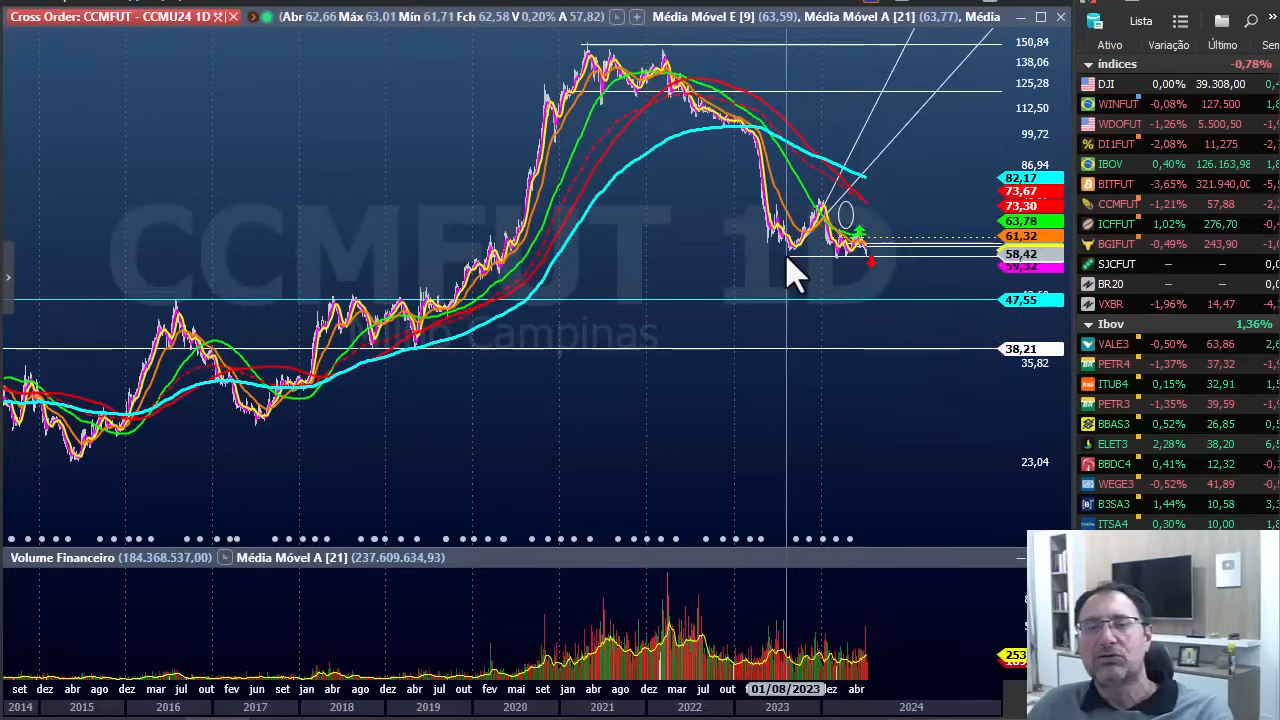 Cross Order: CCMFUT - CCMU24 1D
(Abr 62,66 Máx 63,01 Mín 61,71 Fch 62,58 V 0,20% A 57,82)
Média Móvel E [9] (63,59), Média Móvel A [21] (63,77), Média
150,84
138,06
125,28
112,50
99,72
86,94
82,17
73,67
73,30
63,78
61,32
58,42
59,32
47,55
38,21
35,82
23,04
CCMFUT 1D
Milho Campinas
Volume Financeiro (184.368.537,00)
Média Móvel A [21] (237.609.634,93)
253
set dez abr ago dez mar jul out mar jun out abr jul out mar jul out fev mai set jan abr ago dez mar jul out
01/08/2023
dez abr
2014 2015 2016 2017 2018 2019 2020 2021 2022 2023 2024
Lista
Ativo Variação Último
índices -0,78%
DJI 0,00% 39.308,00
WINFUT -0,08% 127.500
WDOFUT -1,26% 5.500,50
DI1FUT -2,08% 11,275
IBOV 0,40% 126.163,98
BITFUT -3,65% 321.940,00
CCMFUT -1,21% 57,88
ICFFUT 1,02% 276,70
BGIFUT -0,49% 243,90
SJCFUT – –
BR20 – –
VXBR -1,96% 14,47
Ibov 1,36%
VALE3 -0,50% 63,86
PETR4 -1,37% 37,32
ITUB4 0,15% 32,91
PETR3 -1,35% 39,59
BBAS3 0,52% 26,85
ELET3 2,28% 38,20
BBDC4 0,41% 12,32
WEGE3 -0,52% 41,89
B3SA3 1,44% 10,58
ITSA4 0,30% 10,00